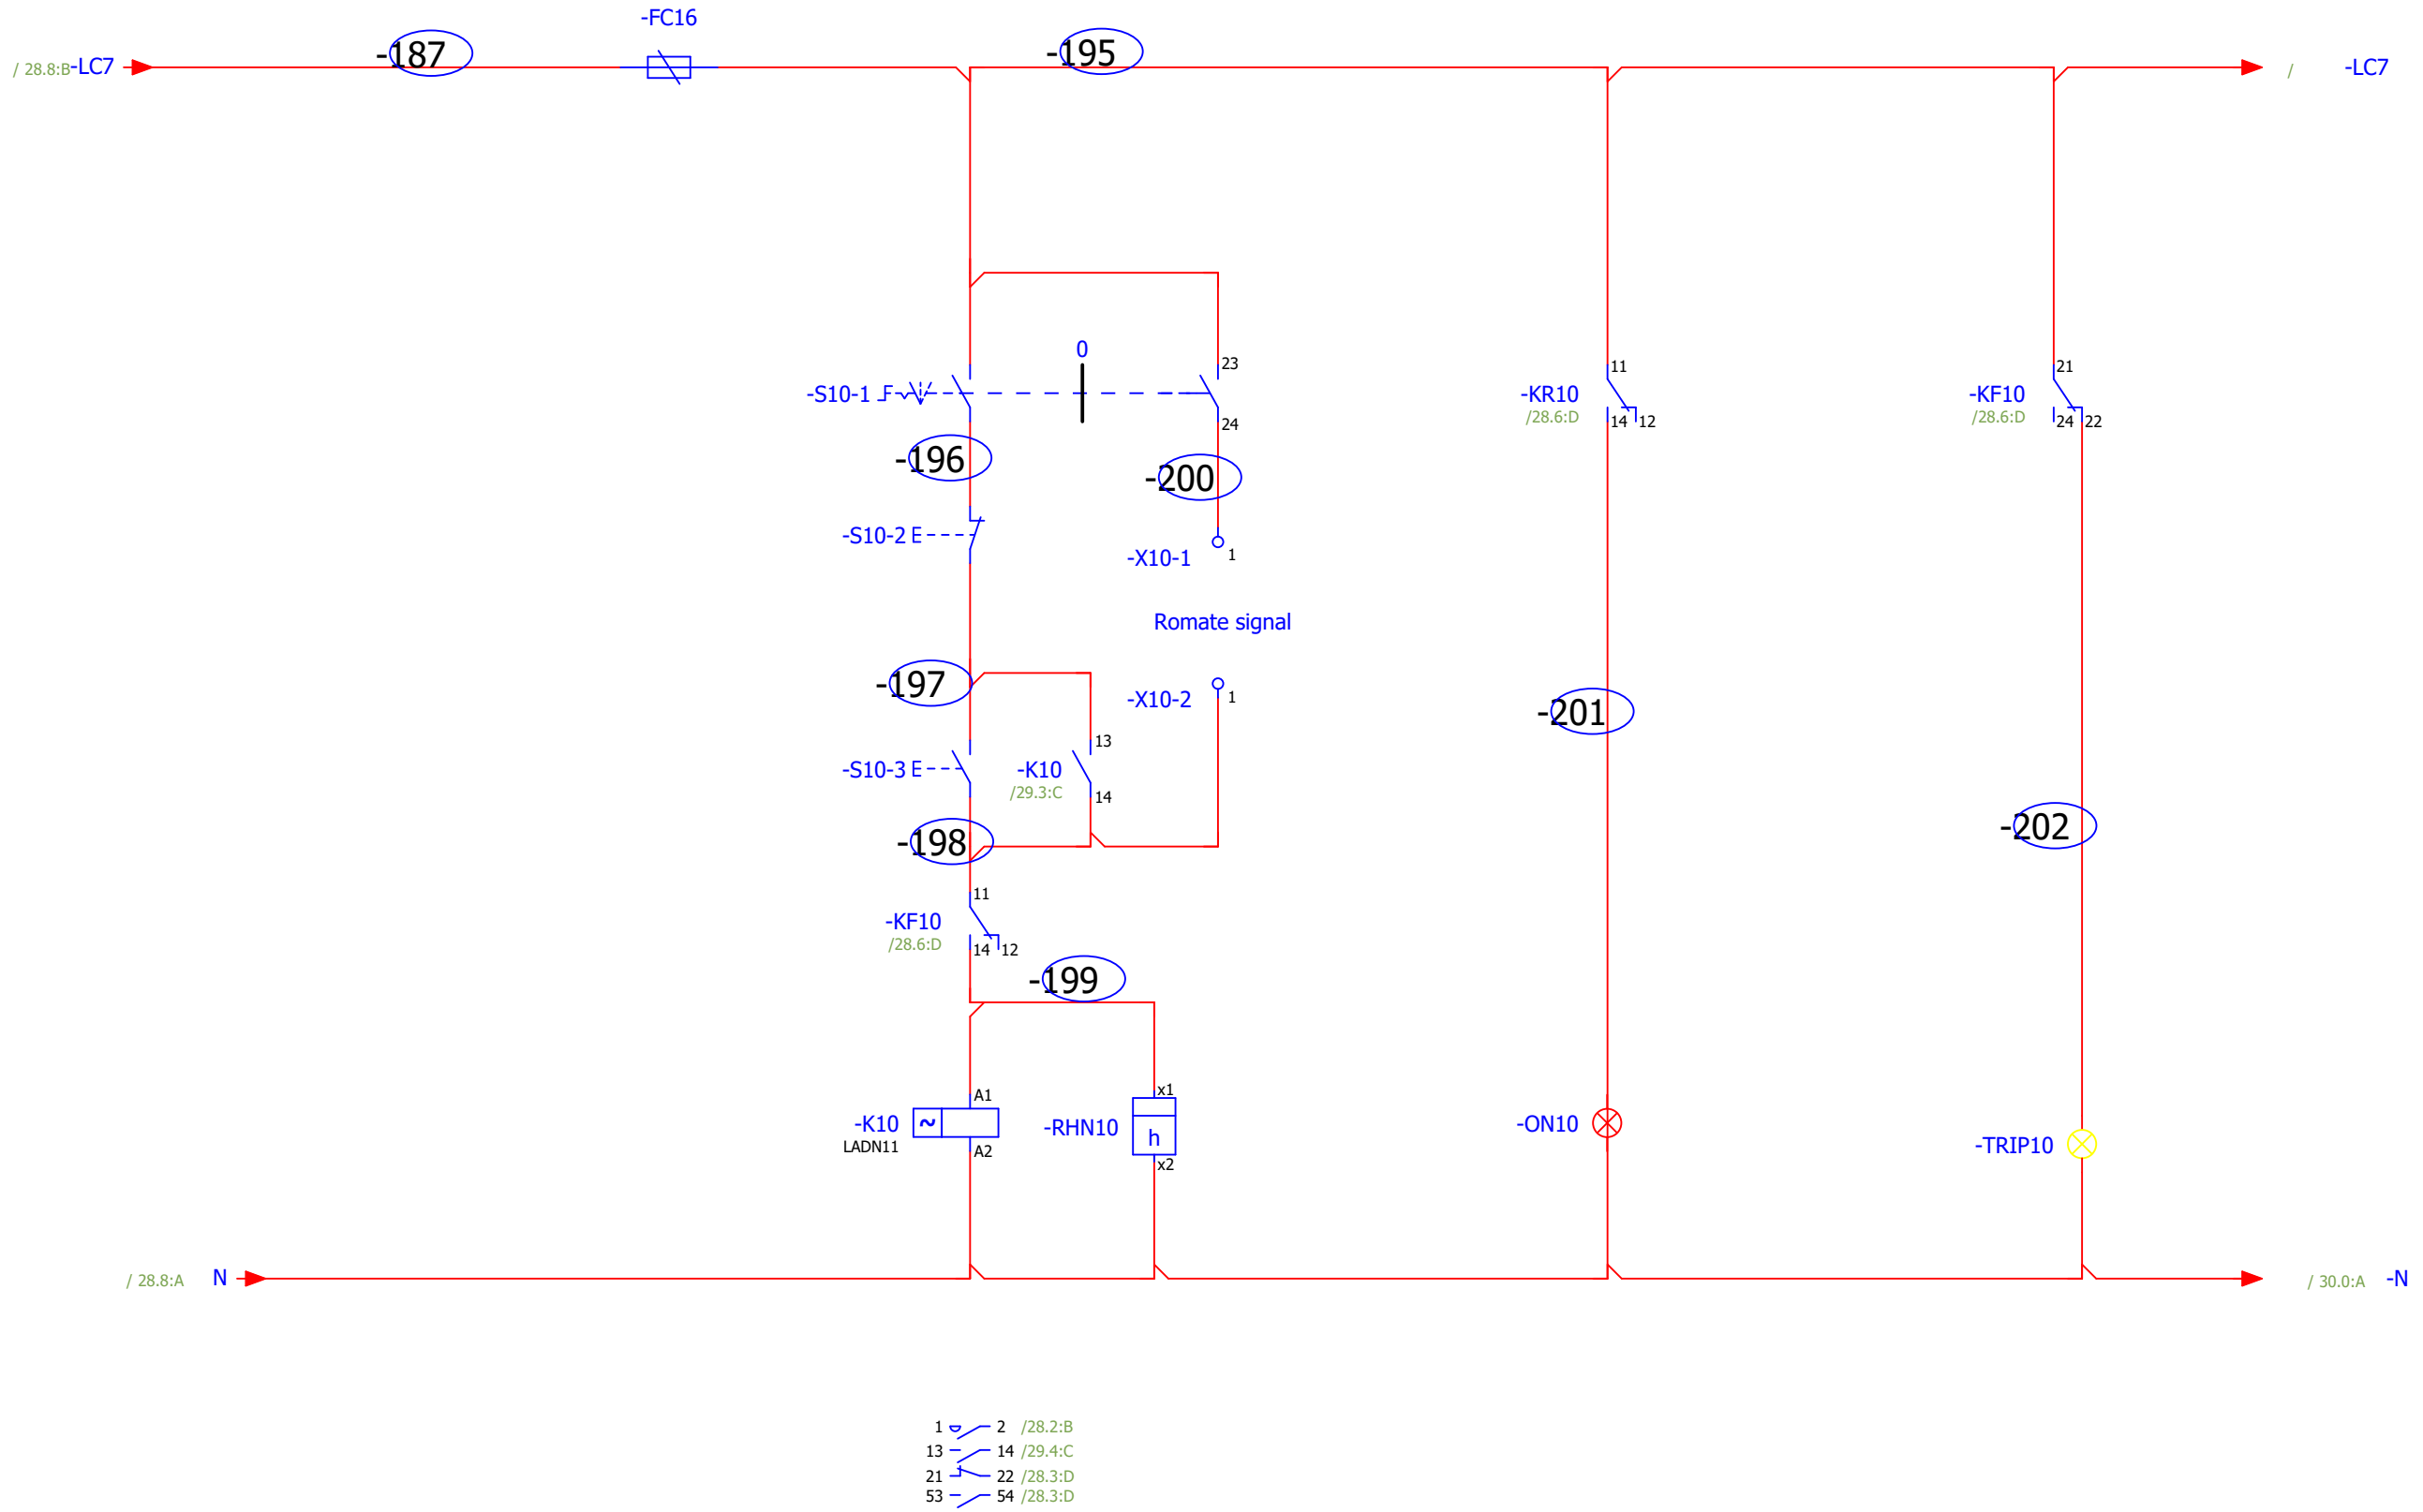 -FC16
/ 28.8:B
-LC7
-187
-195
/
-LC7
0
23
-S10-1
24
11
-KR10
/28.6:D
14
12
21
-KF10
/28.6:D
24
22
-196
-200
-S10-2
-X10-1
1
Romate signal
-197
-X10-2
1
-201
13
-S10-3
-K10
/29.3:C
14
-198
-202
11
-KF10
/28.6:D
14
12
-199
A1
-K10
~
LADN11
A2
x1
-RHN10
h
x2
-ON10
-TRIP10
/ 28.8:A
N
/ 30.0:A
-N
1 2 /28.2:B
13 14 /29.4:C
21 22 /28.3:D
53 54 /28.3:D